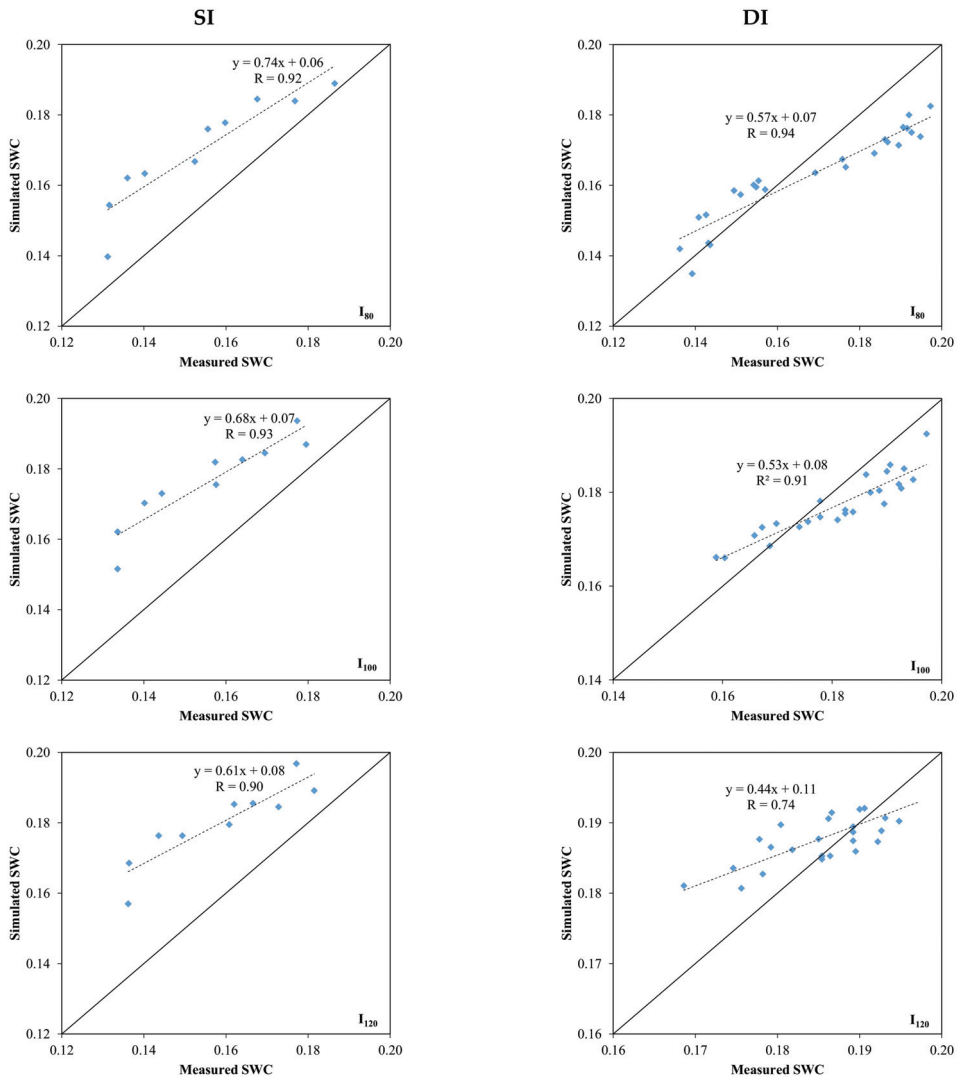 SI
DI
0.20
0.18
0.16
0.14
0.12
Simulated SWC
y = 0.74x + 0.06
R = 0.92
I80
0.12
0.14
0.16
0.18
0.20
Measured SWC
0.20
0.18
0.16
0.14
0.12
Simulated SWC
y = 0.57x + 0.07
R = 0.94
I80
0.12
0.14
0.16
0.18
0.20
Measured SWC
0.20
0.18
0.16
0.14
0.12
Simulated SWC
y = 0.68x + 0.07
R = 0.93
I100
0.12
0.14
0.16
0.18
0.20
Measured SWC
0.20
0.18
0.16
0.14
Simulated SWC
y = 0.53x + 0.08
R² = 0.91
I100
0.14
0.16
0.18
0.20
Measured SWC
0.20
0.18
0.16
0.14
0.12
Simulated SWC
y = 0.61x + 0.08
R = 0.90
I120
0.12
0.14
0.16
0.18
0.20
Measured SWC
0.20
0.19
0.18
0.17
0.16
Simulated SWC
y = 0.44x + 0.11
R = 0.74
I120
0.16
0.17
0.18
0.19
0.20
Measured SWC